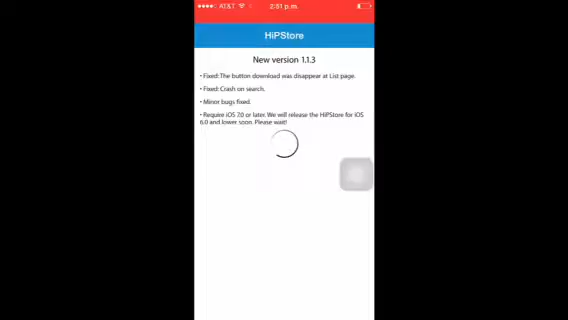 AT&T 2:31 p.m.
HiPStore
New version 1.1.3
• Fixed: The button download was disappear at List page.
• Fixed: Crash on search.
• Minor bugs fixed.
• Require iOS 7.0 or later. We will release the HiPStore for iOS
6.0 and lower soon. Please wait!